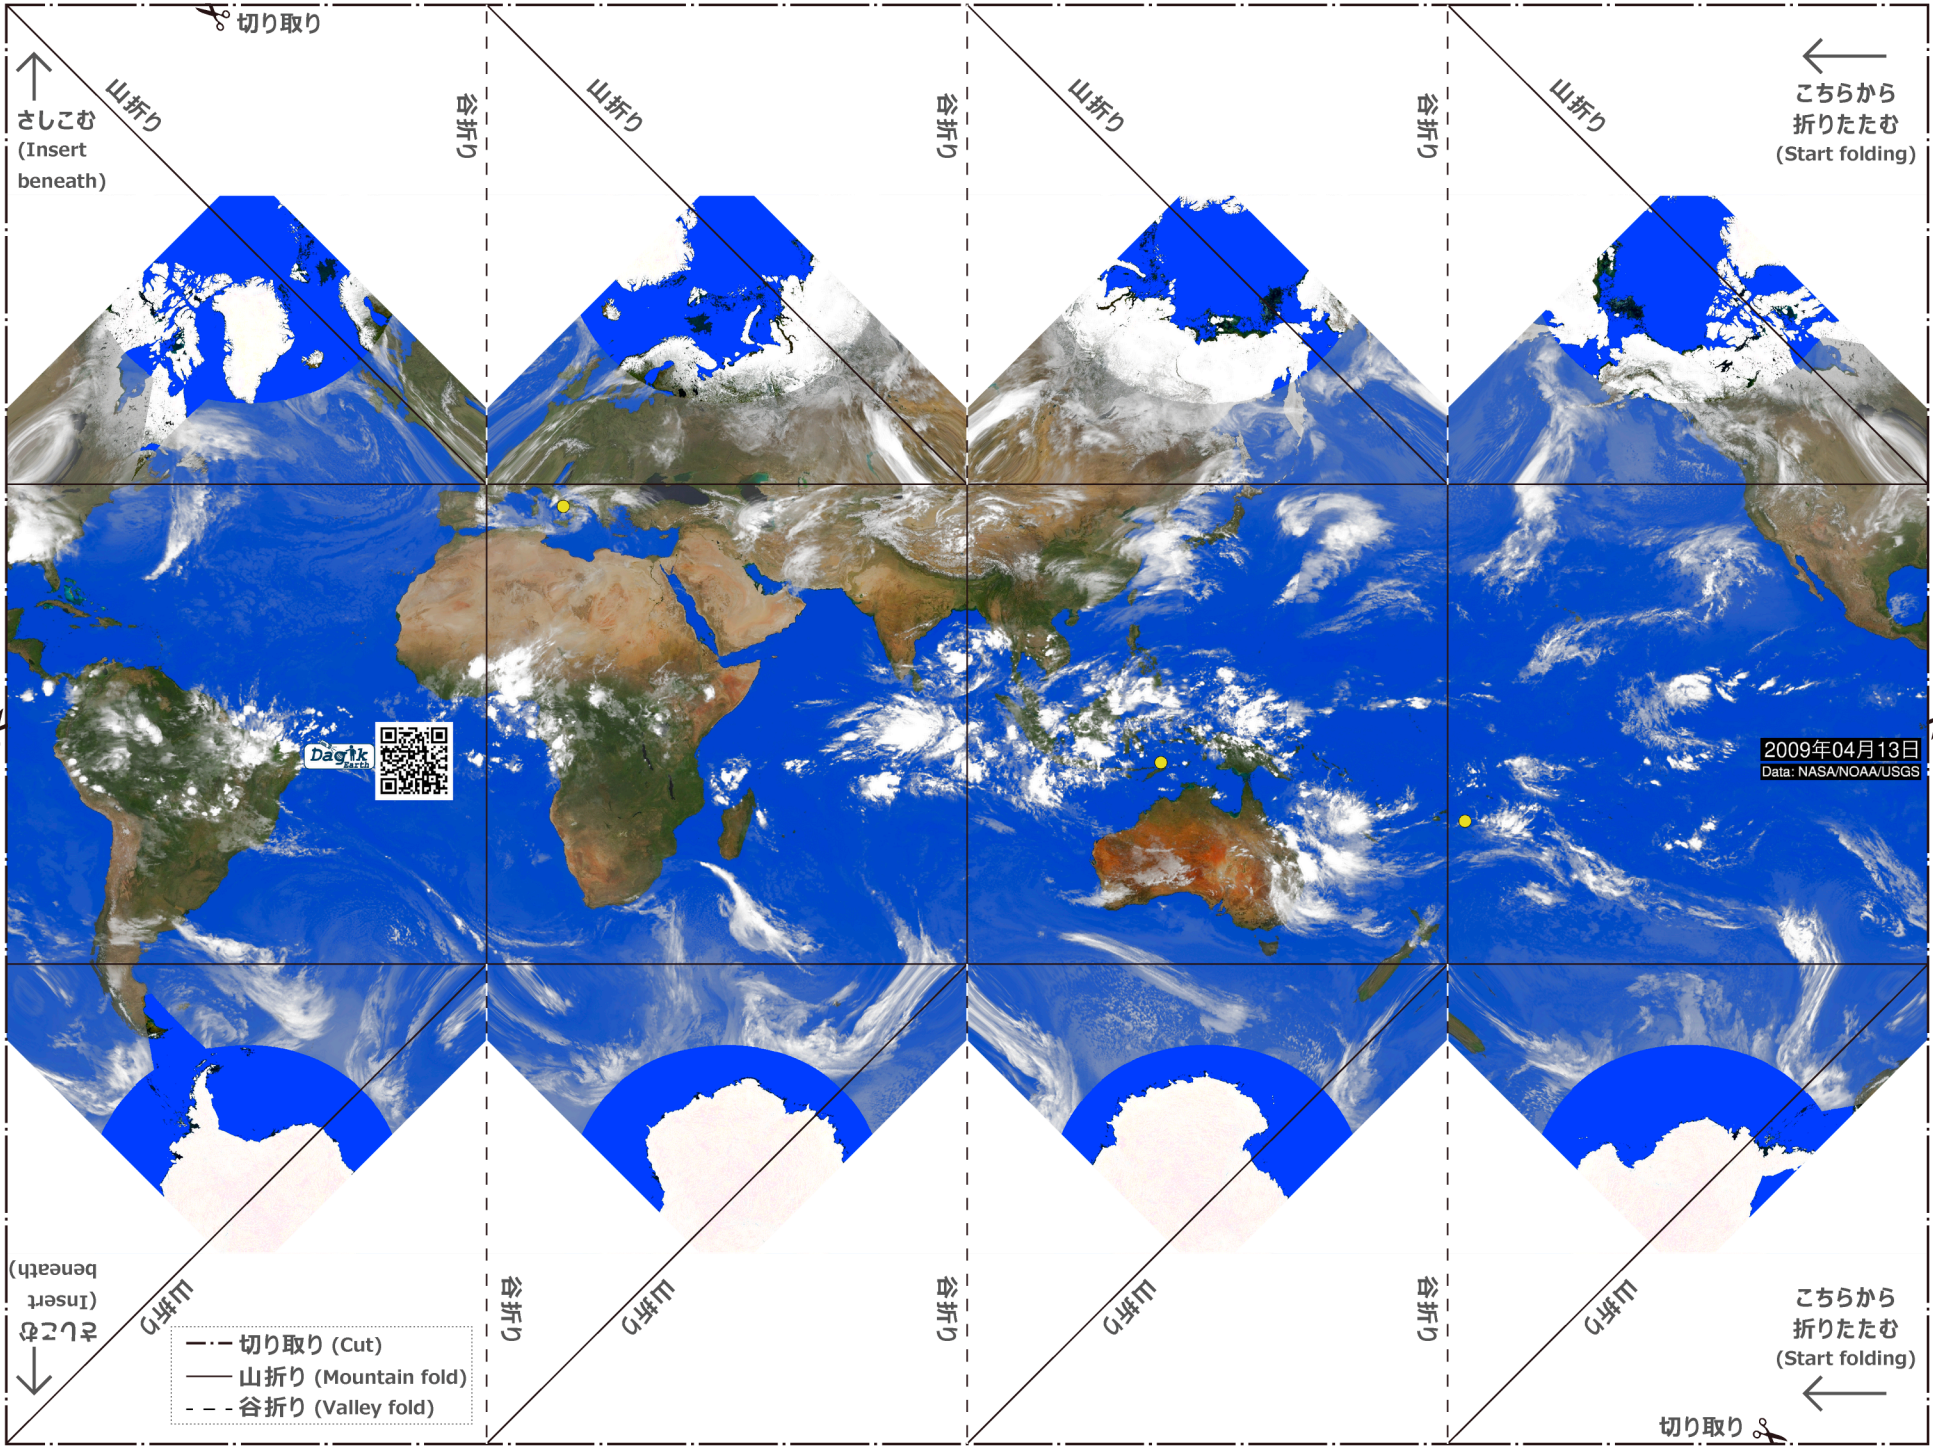 切り取り
山折り
谷折り
山折り
谷折り
山折り
谷折り
山折り
さしこむ
(Insert
beneath)
こちらから
折りたたむ
(Start folding)
Dagik
Earth
2009年04月13日
Data: NASA/NOAA/USGS
さしこむ
(Insert
beneath)
山折り
谷折り
山折り
谷折り
山折り
谷折り
山折り
切り取り (Cut)
山折り (Mountain fold)
谷折り (Valley fold)
こちらから
折りたたむ
(Start folding)
切り取り